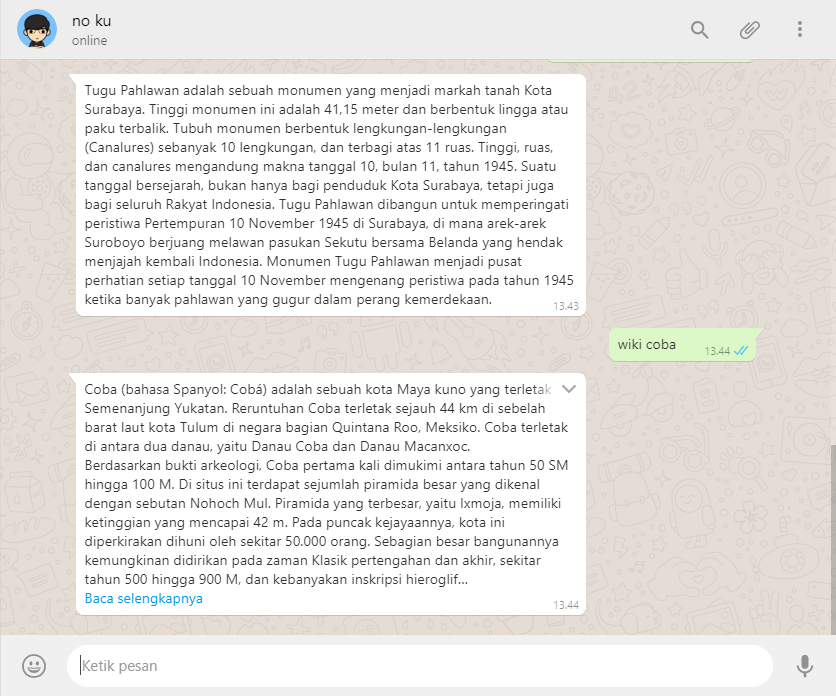 no ku
online
Tugu Pahlawan adalah sebuah monumen yang menjadi markah tanah Kota
Surabaya. Tinggi monumen ini adalah 41,15 meter dan berbentuk lingga atau
paku terbalik. Tubuh monumen berbentuk lengkungan-lengkungan
(Canalures) sebanyak 10 lengkungan, dan terbagi atas 11 ruas. Tinggi, ruas,
dan canalures mengandung makna tanggal 10, bulan 11, tahun 1945. Suatu
tanggal bersejarah, bukan hanya bagi penduduk Kota Surabaya, tetapi juga
bagi seluruh Rakyat Indonesia. Tugu Pahlawan dibangun untuk memperingati
peristiwa Pertempuran 10 November 1945 di Surabaya, di mana arek-arek
Suroboyo berjuang melawan pasukan Sekutu bersama Belanda yang hendak
menjajah kembali Indonesia. Monumen Tugu Pahlawan menjadi pusat
perhatian setiap tanggal 10 November mengenang peristiwa pada tahun 1945
ketika banyak pahlawan yang gugur dalam perang kemerdekaan.
13.43
wiki coba
13.44
Coba (bahasa Spanyol: Cobá) adalah sebuah kota Maya kuno yang terletak
Semenanjung Yukatan. Reruntuhan Coba terletak sejauh 44 km di sebelah
barat laut kota Tulum di negara bagian Quintana Roo, Meksiko. Coba terletak
di antara dua danau, yaitu Danau Coba dan Danau Macanxoc.
Berdasarkan bukti arkeologi, Coba pertama kali dimukimi antara tahun 50 SM
hingga 100 M. Di situs ini terdapat sejumlah piramida besar yang dikenal
dengan sebutan Nohoch Mul. Piramida yang terbesar, yaitu Ixmoja, memiliki
ketinggian yang mencapai 42 m. Pada puncak kejayaannya, kota ini
diperkirakan dihuni oleh sekitar 50.000 orang. Sebagian besar bangunannya
kemungkinan didirikan pada zaman Klasik pertengahan dan akhir, sekitar
tahun 500 hingga 900 M, dan kebanyakan inskripsi hieroglif...
Baca selengkapnya
13.44
Ketik pesan